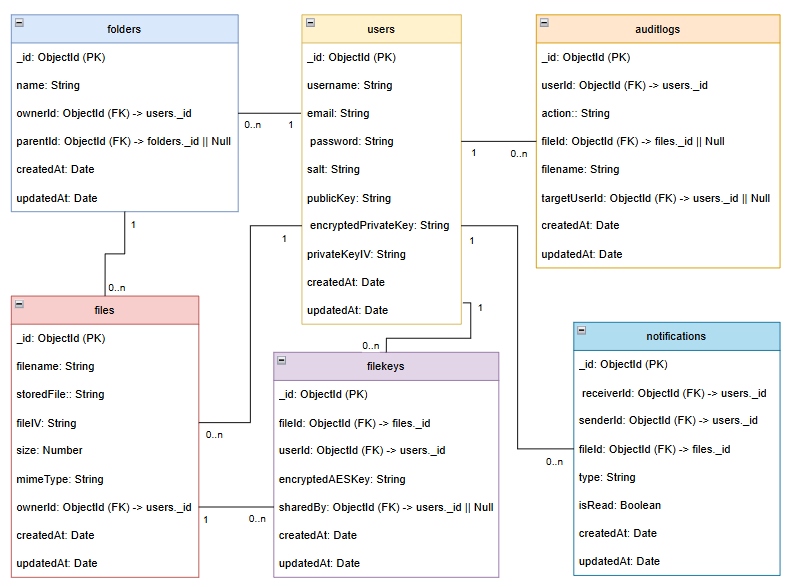 folders
_id: ObjectId (PK)
name: String
ownerId: ObjectId (FK) -> users._id
parentId: ObjectId (FK) -> folders._id || Null
createdAt: Date
updatedAt: Date
users
_id: ObjectId (PK)
username: String
email: String
password: String
salt: String
publicKey: String
encryptedPrivateKey: String
privateKeyIV: String
createdAt: Date
updatedAt: Date
auditlogs
_id: ObjectId (PK)
userId: ObjectId (FK) -> users._id
action:: String
fileId: ObjectId (FK) -> files._id || Null
filename: String
targetUserId: ObjectId (FK) -> users._id || Null
createdAt: Date
updatedAt: Date
0..n
1
1
0..n
1
0..n
1
0..n
1
0..n
1
0..n
files
_id: ObjectId (PK)
filename: String
storedFile:: String
fileIV: String
size: Number
mimeType: String
ownerId: ObjectId (FK) -> users._id
createdAt: Date
updatedAt: Date
1
0..n
filekeys
_id: ObjectId (PK)
fileId: ObjectId (FK) -> files._id
userId: ObjectId (FK) -> users._id
encryptedAESKey: String
sharedBy: ObjectId (FK) -> users._id || Null
createdAt: Date
updatedAt: Date
notifications
_id: ObjectId (PK)
receiverId: ObjectId (FK) -> users._id
senderId: ObjectId (FK) -> users._id
fileId: ObjectId (FK) -> files._id
type: String
isRead: Boolean
createdAt: Date
updatedAt: Date